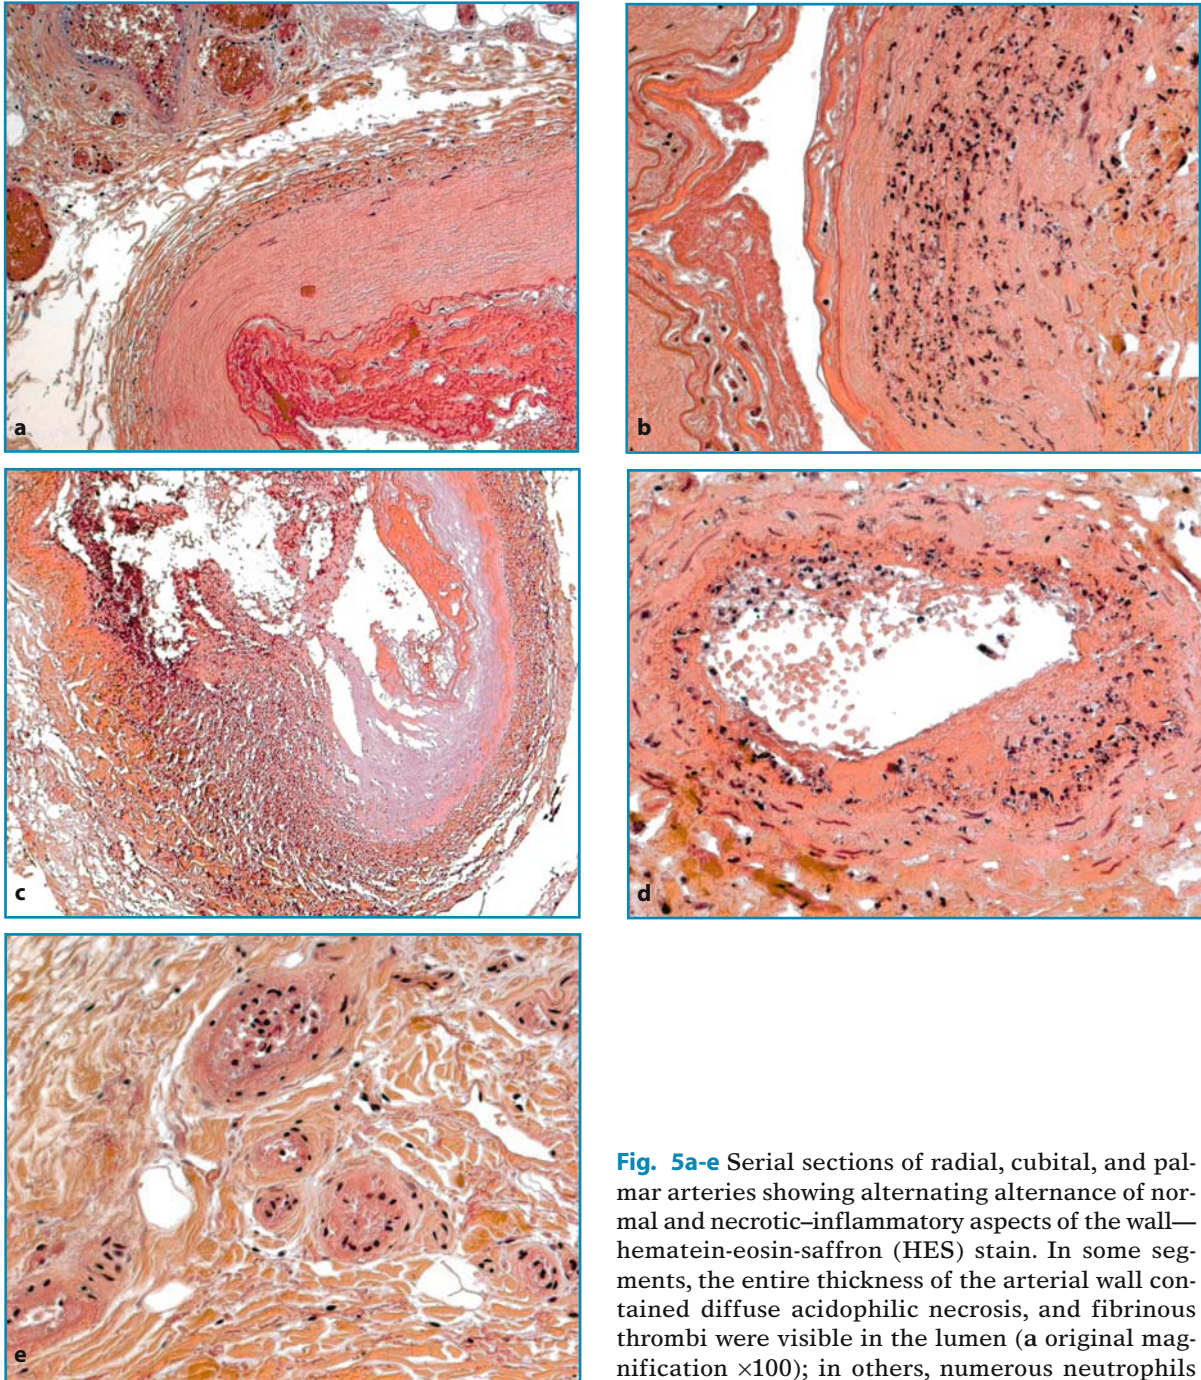 a
b
c
d
e
Fig. 5a-e Serial sections of radial, cubital, and pal-
mar arteries showing alternating alternance of nor-
mal and necrotic–inflammatory aspects of the wall—
hematein-eosin-saffron (HES) stain. In some seg-
ments, the entire thickness of the arterial wall con-
tained diffuse acidophilic necrosis, and fibrinous
thrombi were visible in the lumen (a original mag-
nification ×100); in others, numerous neutrophils